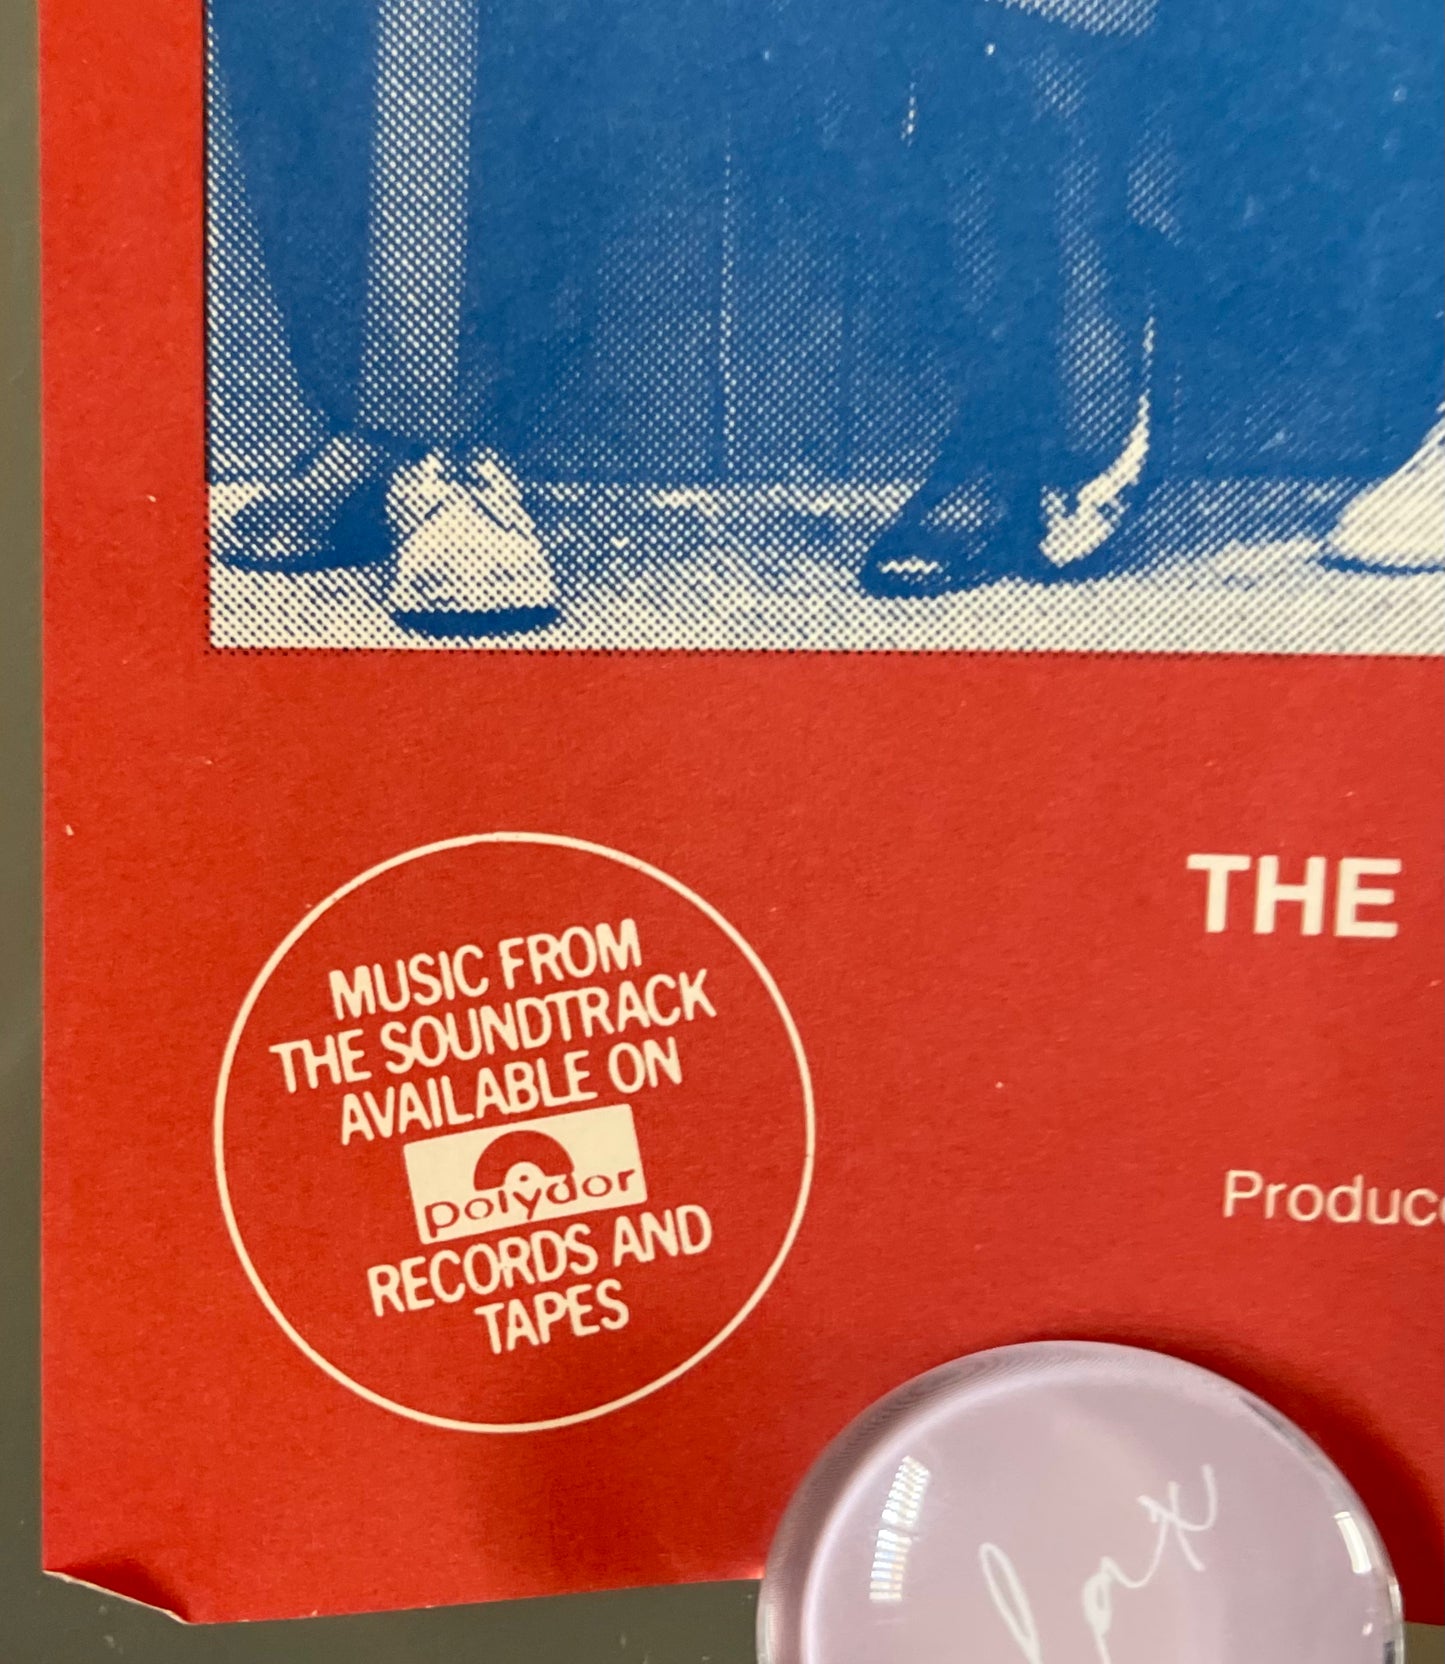 THE
MUSIC FROM
THE SOUNDTRACK
AVAILABLE ON
polydor
RECORDS AND
TAPES
Produc